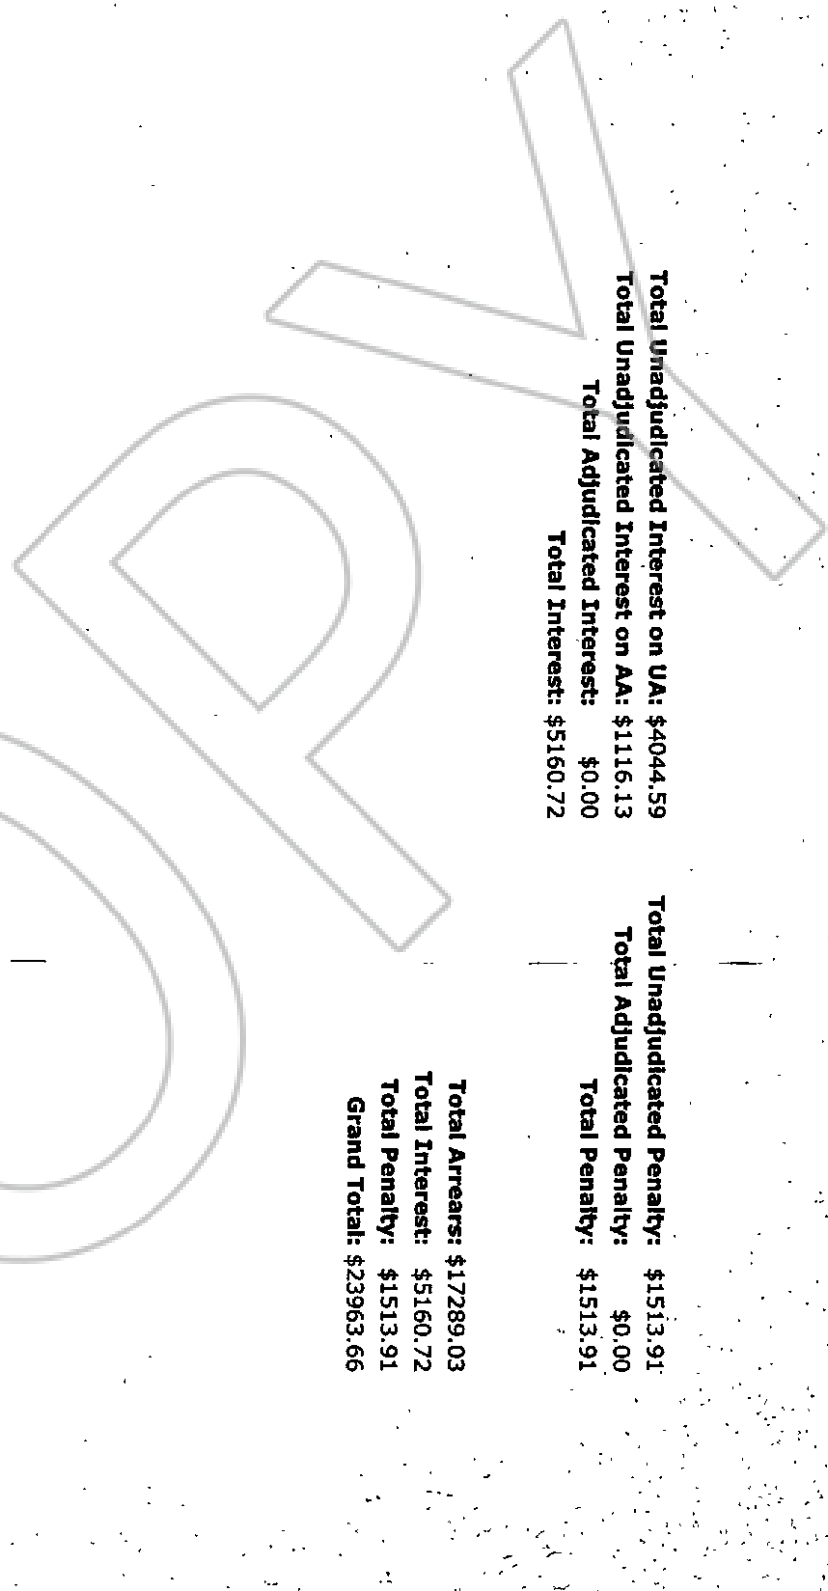 Total Unadjudicated Interest on UA: $4044.59
Total Unadjudicated Interest on AA: $1116.13
Total Adjudicated Interest: $0.00
Total Interest: $5160.72
Total Unadjudicated Penalty: $1513.91
Total Adjudicated Penalty: $0.00
Total Penalty: $1513.91
Total Arrears: $17289.03
Total Interest: $5160.72
Total Penalty: $1513.91
Grand Total: $23963.66
OPY